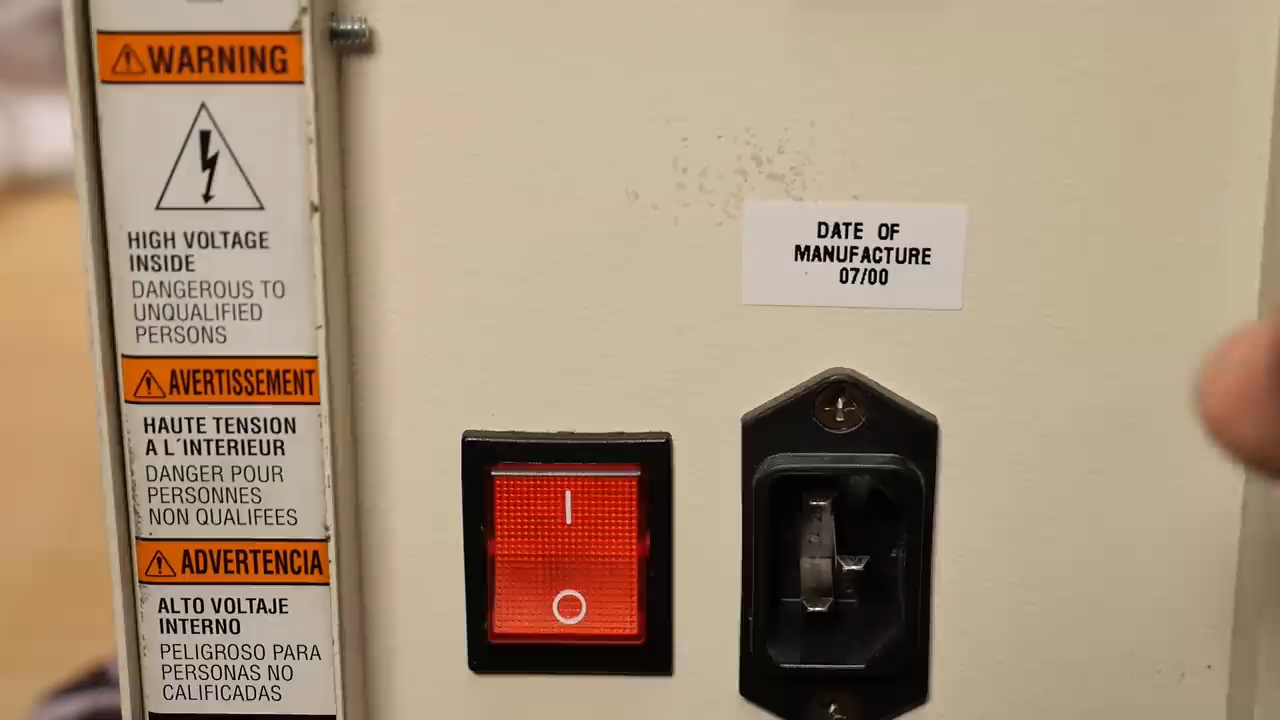 WARNING
HIGH VOLTAGE
INSIDE
DANGEROUS TO
UNQUALIFIED
PERSONS
AVERTISSEMENT
HAUTE TENSION
A L´INTERIEUR
DANGER POUR
PERSONNES
NON QUALIFEES
ADVERTENCIA
ALTO VOLTAJE
INTERNO
PELIGROSO PARA
PERSONAS NO
CALIFICADAS
DATE OF
MANUFACTURE
07/00
I
O